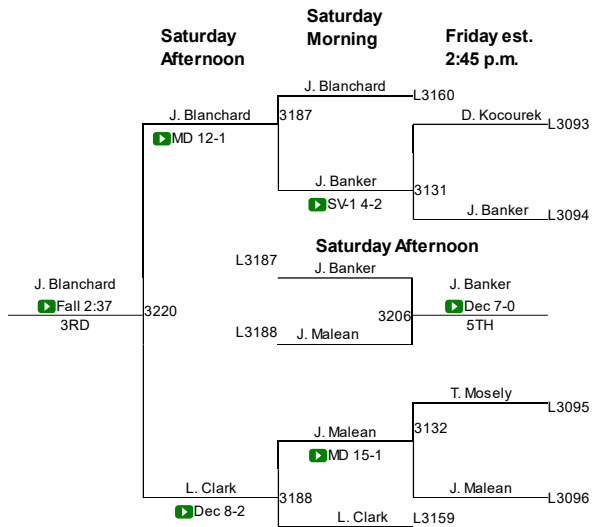 Saturday
Afternoon
Saturday
Morning
Friday est.
2:45 p.m.
J. Blanchard
L3160
J. Blanchard
3187
D. Kocourek
L3093
MD 12-1
J. Banker
3131
SV-1 4-2
J. Banker
L3094
Saturday Afternoon
L3187
J. Banker
J. Blanchard
J. Banker
Fall 2:37
3220
3206
Dec 7-0
3RD
L3188
J. Malean
5TH
T. Mosely
L3095
J. Malean
3132
MD 15-1
L. Clark
3188
J. Malean
L3096
Dec 8-2
L. Clark
L3159